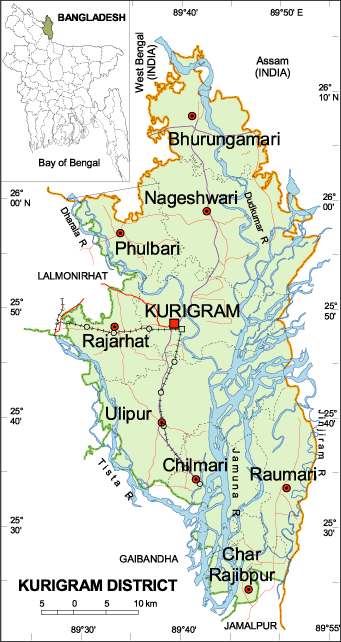 89°40' E
89° 50' E
BANGLADESH
West Bengal
(INDIA)
Assam
(INDIA)
26°
10' N
Bhurungamari
Bay of Bengal
26°
00' N
Nageshwari
26°
00' N
Dudkumar R
Dharala R
Phulbari
LALMONIRHAT
25°
50'
KURIGRAM
25°
50'
Rajarhat
25°
40'
Ulipur
25°
40'
Jinjiram R
Chilmari
Tista R
Jamuna R
Raumari
25°
30'
25°
30'
GAIBANDHA
Char
Rajibpur
KURIGRAM DISTRICT
5 0 5 10 km
JAMALPUR
89°30'
89°40'
89°55'